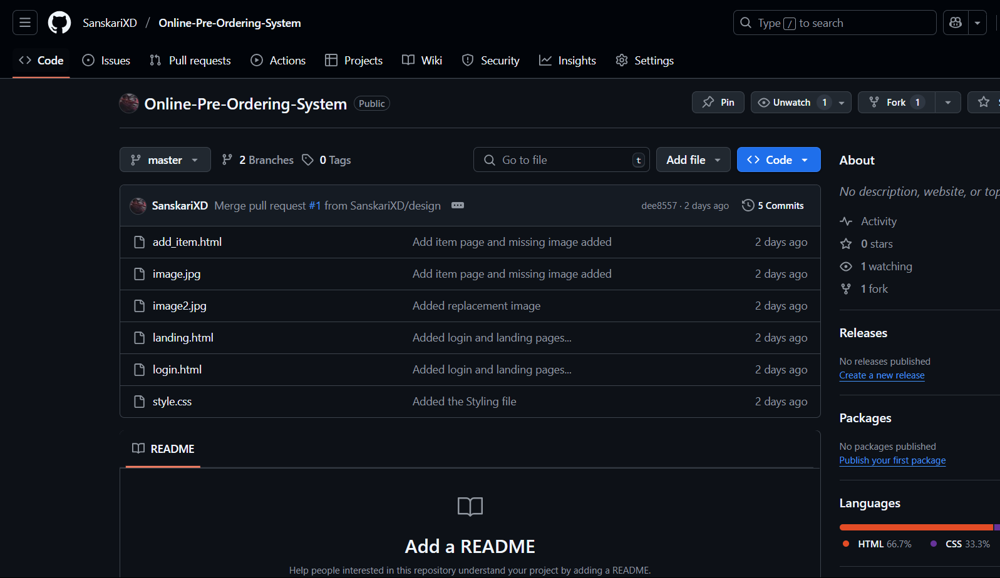 SanskariXD / Online-Pre-Ordering-System
Type / to search
Code Issues Pull requests Actions Projects Wiki Security Insights Settings
Online-Pre-Ordering-System Public
Pin Unwatch 1 Fork 1
master 2 Branches 0 Tags Go to file t Add file Code
SanskariXD Merge pull request #1 from SanskariXD/design dee8557 · 2 days ago 5 Commits
add_item.html Add item page and missing image added 2 days ago
image.jpg Add item page and missing image added 2 days ago
image2.jpg Added replacement image 2 days ago
landing.html Added login and landing pages... 2 days ago
login.html Added login and landing pages... 2 days ago
style.css Added the Styling file 2 days ago
README
Add a README
Help people interested in this repository understand your project by adding a README.
About
No description, website, or top
Activity
0 stars
1 watching
1 fork
Releases
No releases published
Create a new release
Packages
No packages published
Publish your first package
Languages
HTML 66.7% CSS 33.3%